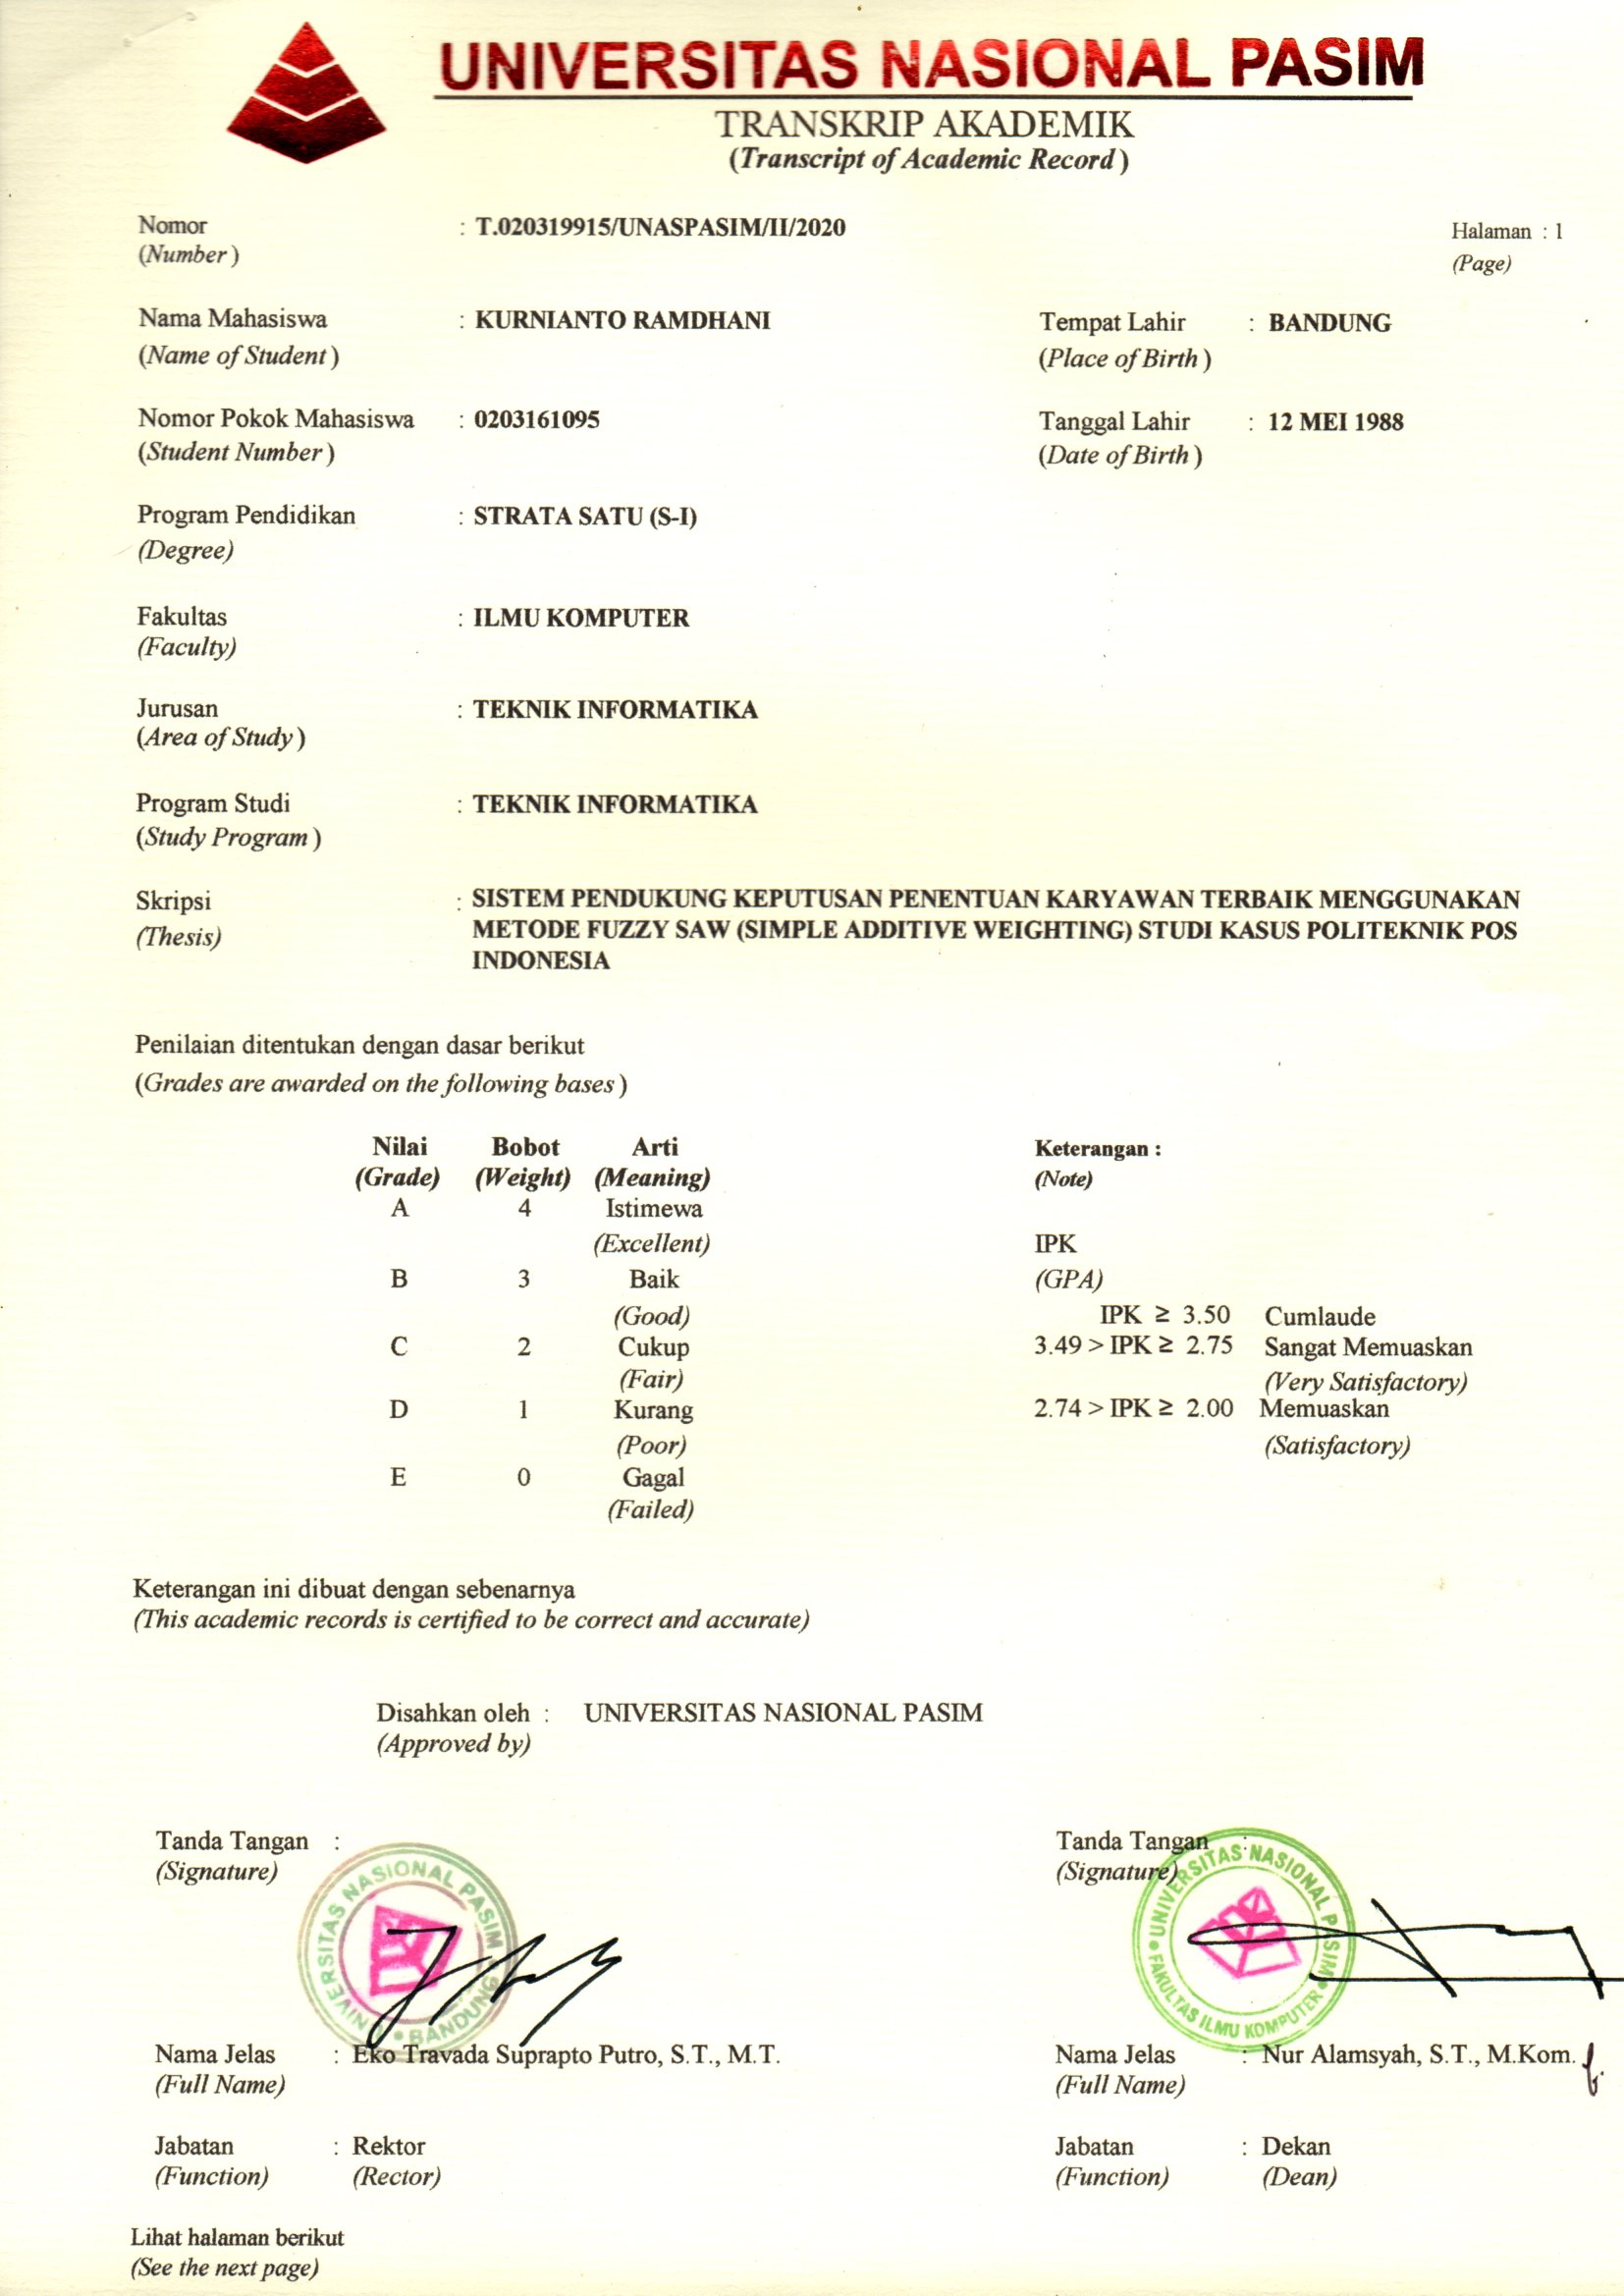 UNIVERSITAS NASIONAL PASIM
TRANSKRIP AKADEMIK
(Transcript of Academic Record)
Nomor : T.020319915/UNASPASIM/II/2020 Halaman : 1
(Number) (Page)
Nama Mahasiswa : KURNIANTO RAMDHANI Tempat Lahir : BANDUNG
(Name of Student) (Place of Birth)
Nomor Pokok Mahasiswa : 0203161095 Tanggal Lahir : 12 MEI 1988
(Student Number) (Date of Birth)
Program Pendidikan : STRATA SATU (S-I)
(Degree)
Fakultas : ILMU KOMPUTER
(Faculty)
Jurusan : TEKNIK INFORMATIKA
(Area of Study)
Program Studi : TEKNIK INFORMATIKA
(Study Program)
Skripsi : SISTEM PENDUKUNG KEPUTUSAN PENENTUAN KARYAWAN TERBAIK MENGGUNAKAN
(Thesis) METODE FUZZY SAW (SIMPLE ADDITIVE WEIGHTING) STUDI KASUS POLITEKNIK POS
INDONESIA
Penilaian ditentukan dengan dasar berikut
(Grades are awarded on the following bases)
Nilai Bobot Arti Keterangan :
(Grade) (Weight) (Meaning) (Note)
A 4 Istimewa
(Excellent) IPK
B 3 Baik (GPA)
(Good) IPK ≥ 3.50 Cumlaude
C 2 Cukup 3.49 > IPK ≥ 2.75 Sangat Memuaskan
(Fair) (Very Satisfactory)
D 1 Kurang 2.74 > IPK ≥ 2.00 Memuaskan
(Poor) (Satisfactory)
E 0 Gagal
(Failed)
Keterangan ini dibuat dengan sebenarnya
(This academic records is certified to be correct and accurate)
Disahkan oleh : UNIVERSITAS NASIONAL PASIM
(Approved by)
Tanda Tangan : Tanda Tangan :
(Signature) (Signature)
UNIVERSITAS NASIONAL PASIM BANDUNG
UNIVERSITAS NASIONAL PASIM FAKULTAS ILMU KOMPUTER
Nama Jelas : Eko Travada Suprapto Putro, S.T., M.T. Nama Jelas : Nur Alamsyah, S.T., M.Kom.
(Full Name) (Full Name)
Jabatan : Rektor Jabatan : Dekan
(Function) (Rector) (Function) (Dean)
Lihat halaman berikut
(See the next page)